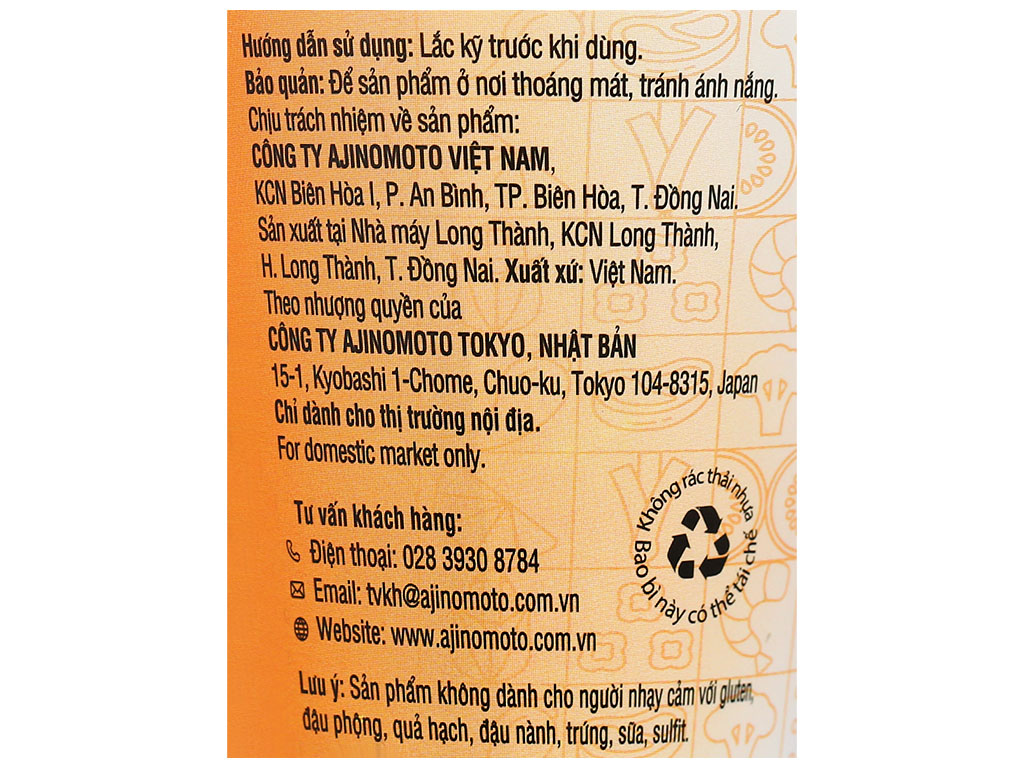 Hướng dẫn sử dụng: Lắc kỹ trước khi dùng.
Bảo quản: Để sản phẩm ở nơi thoáng mát, tránh ánh nắng.
Chịu trách nhiệm về sản phẩm:
CÔNG TY AJINOMOTO VIỆT NAM,
KCN Biên Hòa I, P. An Bình, TP. Biên Hòa, T. Đồng Nai.
Sản xuất tại Nhà máy Long Thành, KCN Long Thành,
H. Long Thành, T. Đồng Nai. Xuất xứ: Việt Nam.
Theo nhượng quyền của
CÔNG TY AJINOMOTO TOKYO, NHẬT BẢN
15-1, Kyobashi 1-Chome, Chuo-ku, Tokyo 104-8315, Japan
Chỉ dành cho thị trường nội địa.
For domestic market only.
Tư vấn khách hàng:
Điện thoại: 028 3930 8784
Email: tvkh@ajinomoto.com.vn
Website: www.ajinomoto.com.vn
Không rác thải nhựa
Bao bì này có thể tái chế
Lưu ý: Sản phẩm không dành cho người nhạy cảm với gluten,
đậu phộng, quả hạch, đậu nành, trứng, sữa, sulfit.